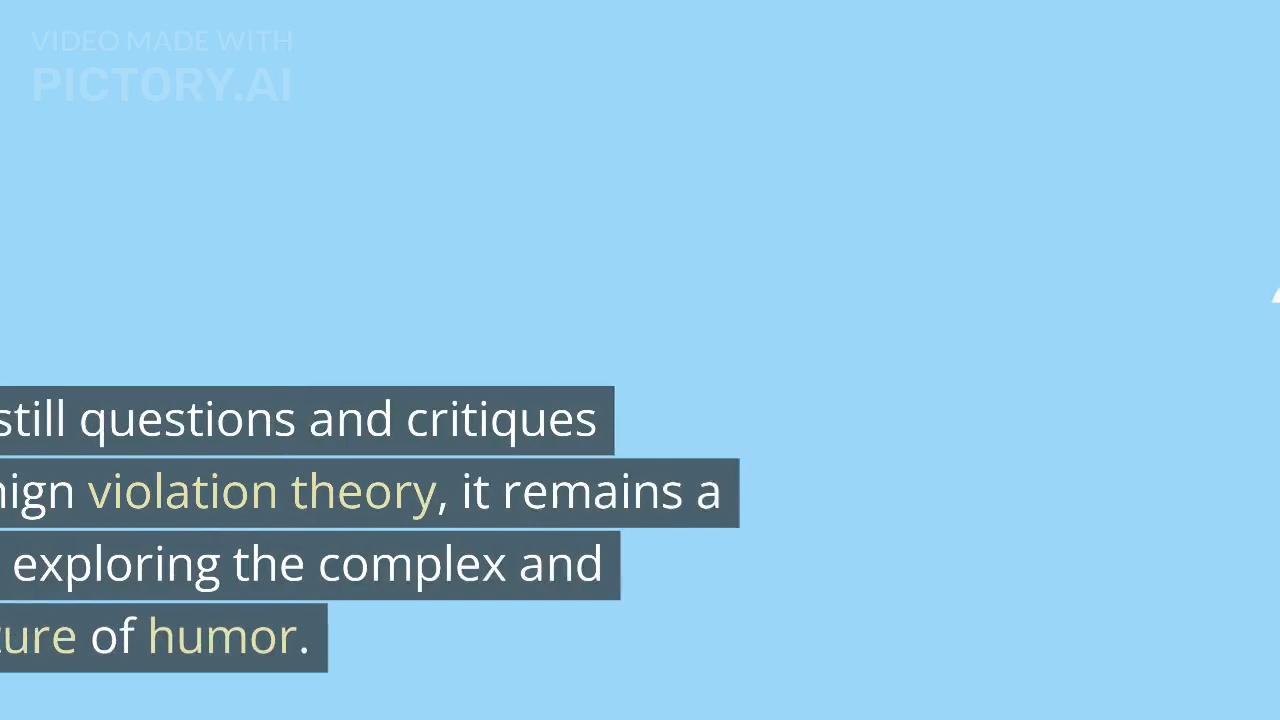 VIDEO MADE WITH
PICTORY.AI
still questions and critiques
nign violation theory, it remains a
exploring the complex and
ture of humor.